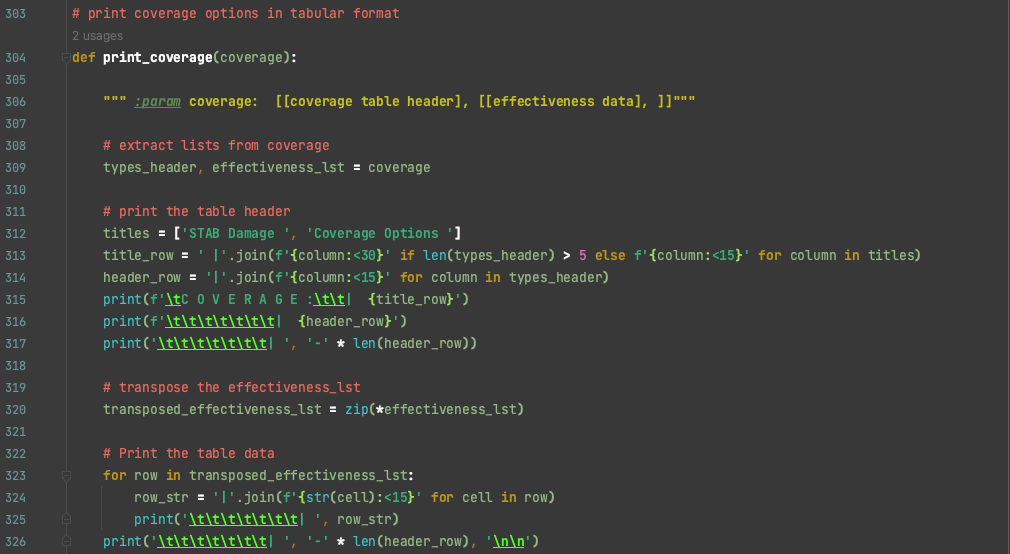 303 # print coverage options in tabular format
2 usages
304 def print_coverage(coverage):
305
306 """ :param coverage:  [[coverage table header], [[effectiveness data], ]]"""
307
308 # extract lists from coverage
309 types_header, effectiveness_lst = coverage
310
311 # print the table header
312 titles = ['STAB Damage ', 'Coverage Options ']
313 title_row = ' |'.join(f'{column:<30}' if len(types_header) > 5 else f'{column:<15}' for column in titles)
314 header_row = '|'.join(f'{column:<15}' for column in types_header)
315 print(f'\tC O V E R A G E :\t\t|  {title_row}')
316 print(f'\t\t\t\t\t\t\t|  {header_row}')
317 print('\t\t\t\t\t\t\t| ', '-' * len(header_row))
318
319 # transpose the effectiveness_lst
320 transposed_effectiveness_lst = zip(*effectiveness_lst)
321
322 # Print the table data
323 for row in transposed_effectiveness_lst:
324 row_str = '|'.join(f'{str(cell):<15}' for cell in row)
325 print('\t\t\t\t\t\t\t| ', row_str)
326 print('\t\t\t\t\t\t\t| ', '-' * len(header_row), '\n\n')